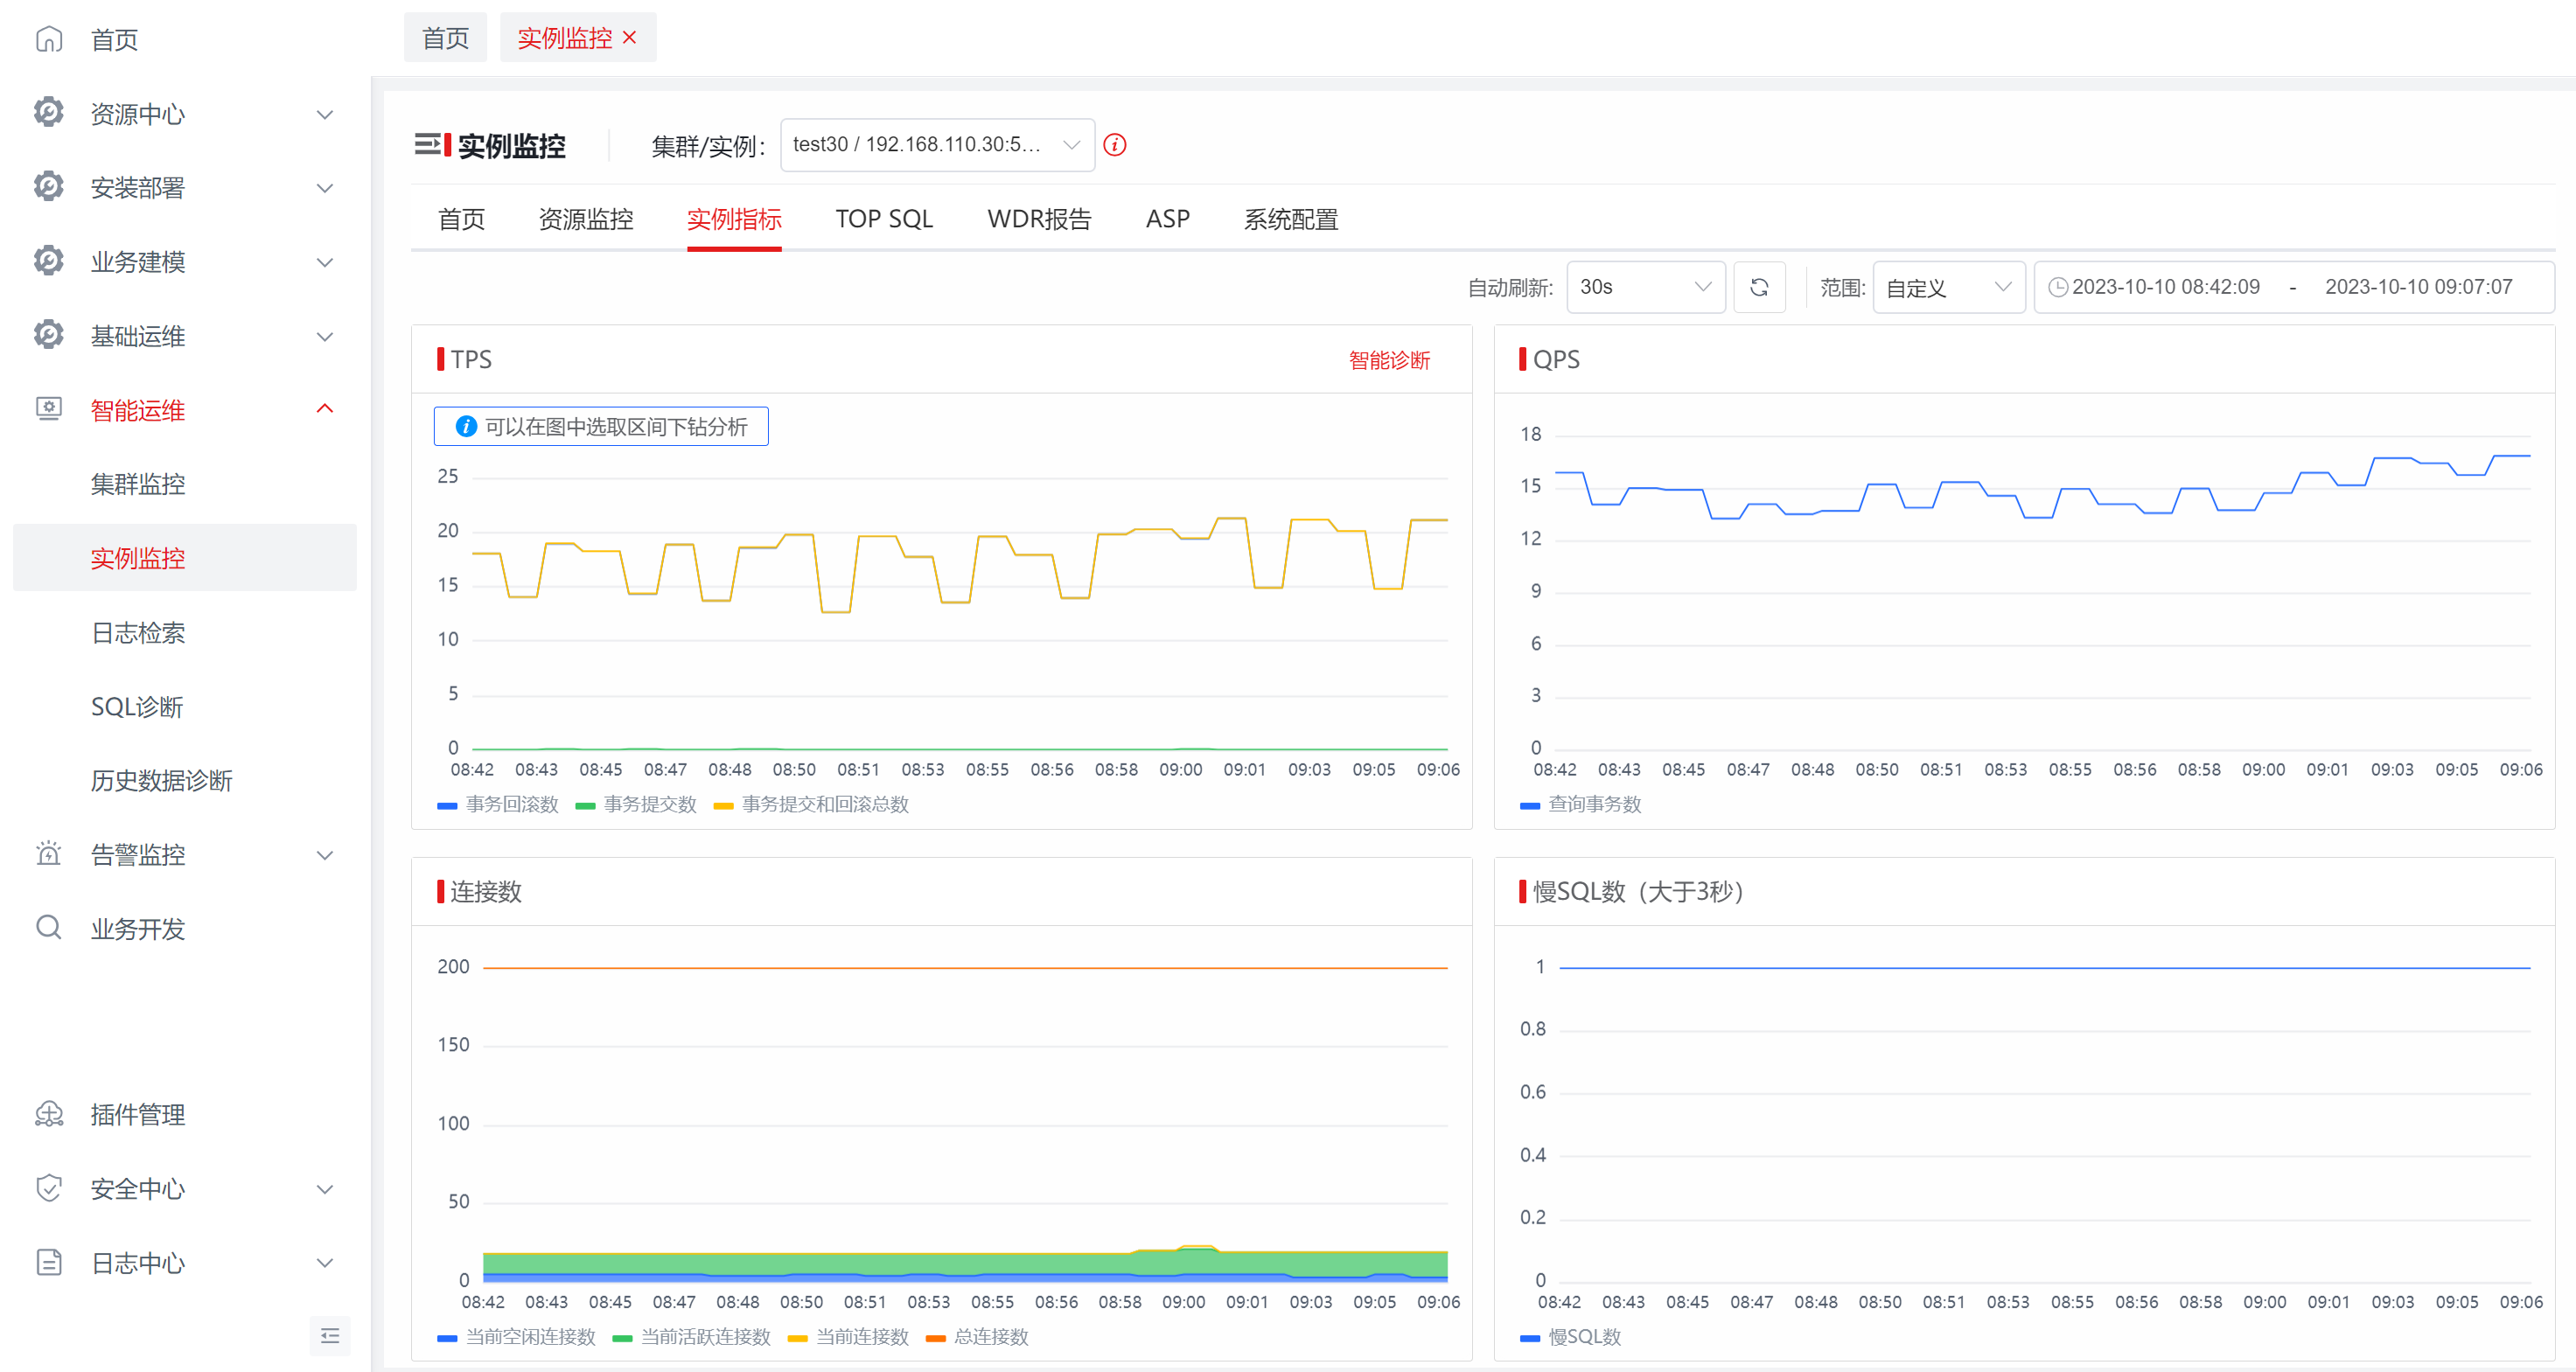 首页
资源中心
安装部署
业务建模
基础运维
智能运维
集群监控
实例监控
日志检索
SQL诊断
历史数据诊断
告警监控
业务开发
插件管理
安全中心
日志中心
首页 实例监控 ×
实例监控 集群/实例： test30 / 192.168.110.30:5...
首页 资源监控 实例指标 TOP SQL WDR报告 ASP 系统配置
自动刷新: 30s 范围: 自定义 2023-10-10 08:42:09 - 2023-10-10 09:07:07
TPS 智能诊断
可以在图中选取区间下钻分析
25
20
15
10
5
0
08:42 08:43 08:45 08:47 08:48 08:50 08:51 08:53 08:55 08:56 08:58 09:00 09:01 09:03 09:05 09:06
事务回滚数 事务提交数 事务提交和回滚总数
QPS
18
15
12
9
6
3
0
08:42 08:43 08:45 08:47 08:48 08:50 08:51 08:53 08:55 08:56 08:58 09:00 09:01 09:03 09:05 09:06
查询事务数
连接数
200
150
100
50
0
08:42 08:43 08:45 08:47 08:48 08:50 08:51 08:53 08:55 08:56 08:58 09:00 09:01 09:03 09:05 09:06
当前空闲连接数 当前活跃连接数 当前连接数 总连接数
慢SQL数（大于3秒）
1
0.8
0.6
0.4
0.2
0
08:42 08:43 08:45 08:47 08:48 08:50 08:51 08:53 08:55 08:56 08:58 09:00 09:01 09:03 09:05 09:06
慢SQL数